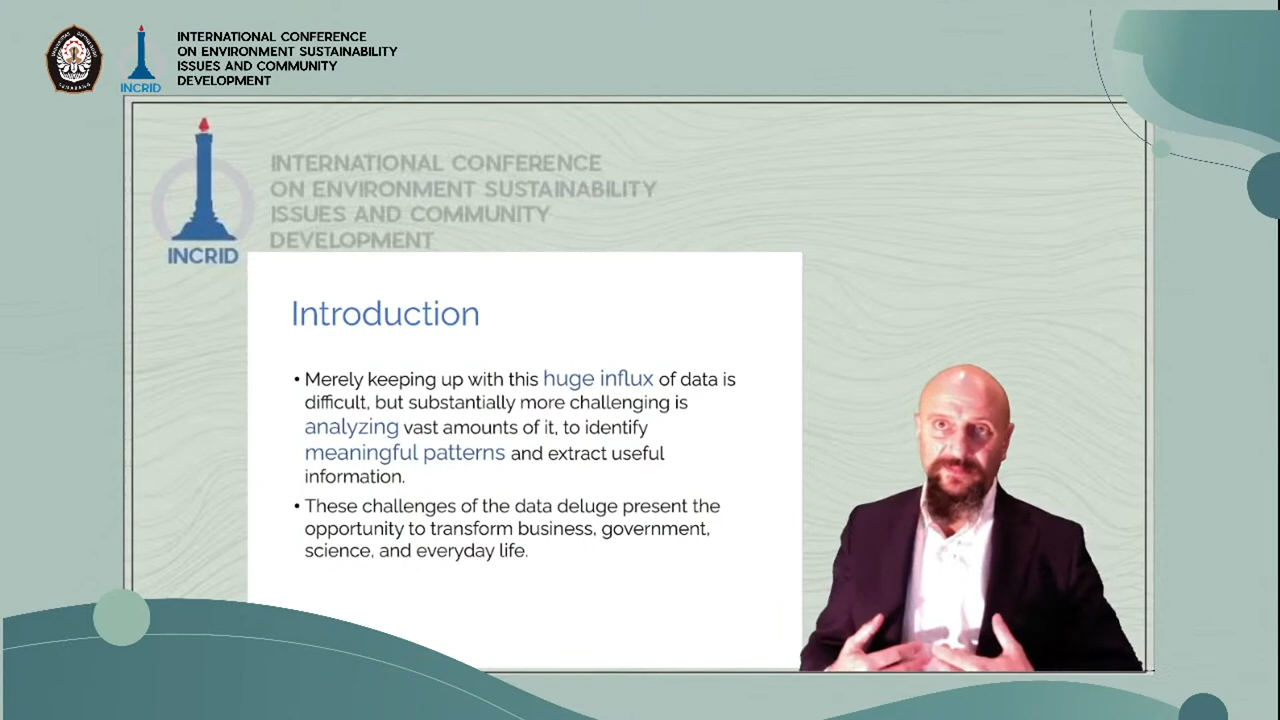 INTERNATIONAL CONFERENCE
ON ENVIRONMENT SUSTAINABILITY
ISSUES AND COMMUNITY
DEVELOPMENT
INCRID
SEMARANG
INTERNATIONAL CONFERENCE
ON ENVIRONMENT SUSTAINABILITY
ISSUES AND COMMUNITY
DEVELOPMENT
INCRID
Introduction
• Merely keeping up with this huge influx of data is
difficult, but substantially more challenging is
analyzing vast amounts of it, to identify
meaningful patterns and extract useful
information.
• These challenges of the data deluge present the
opportunity to transform business, government,
science, and everyday life.